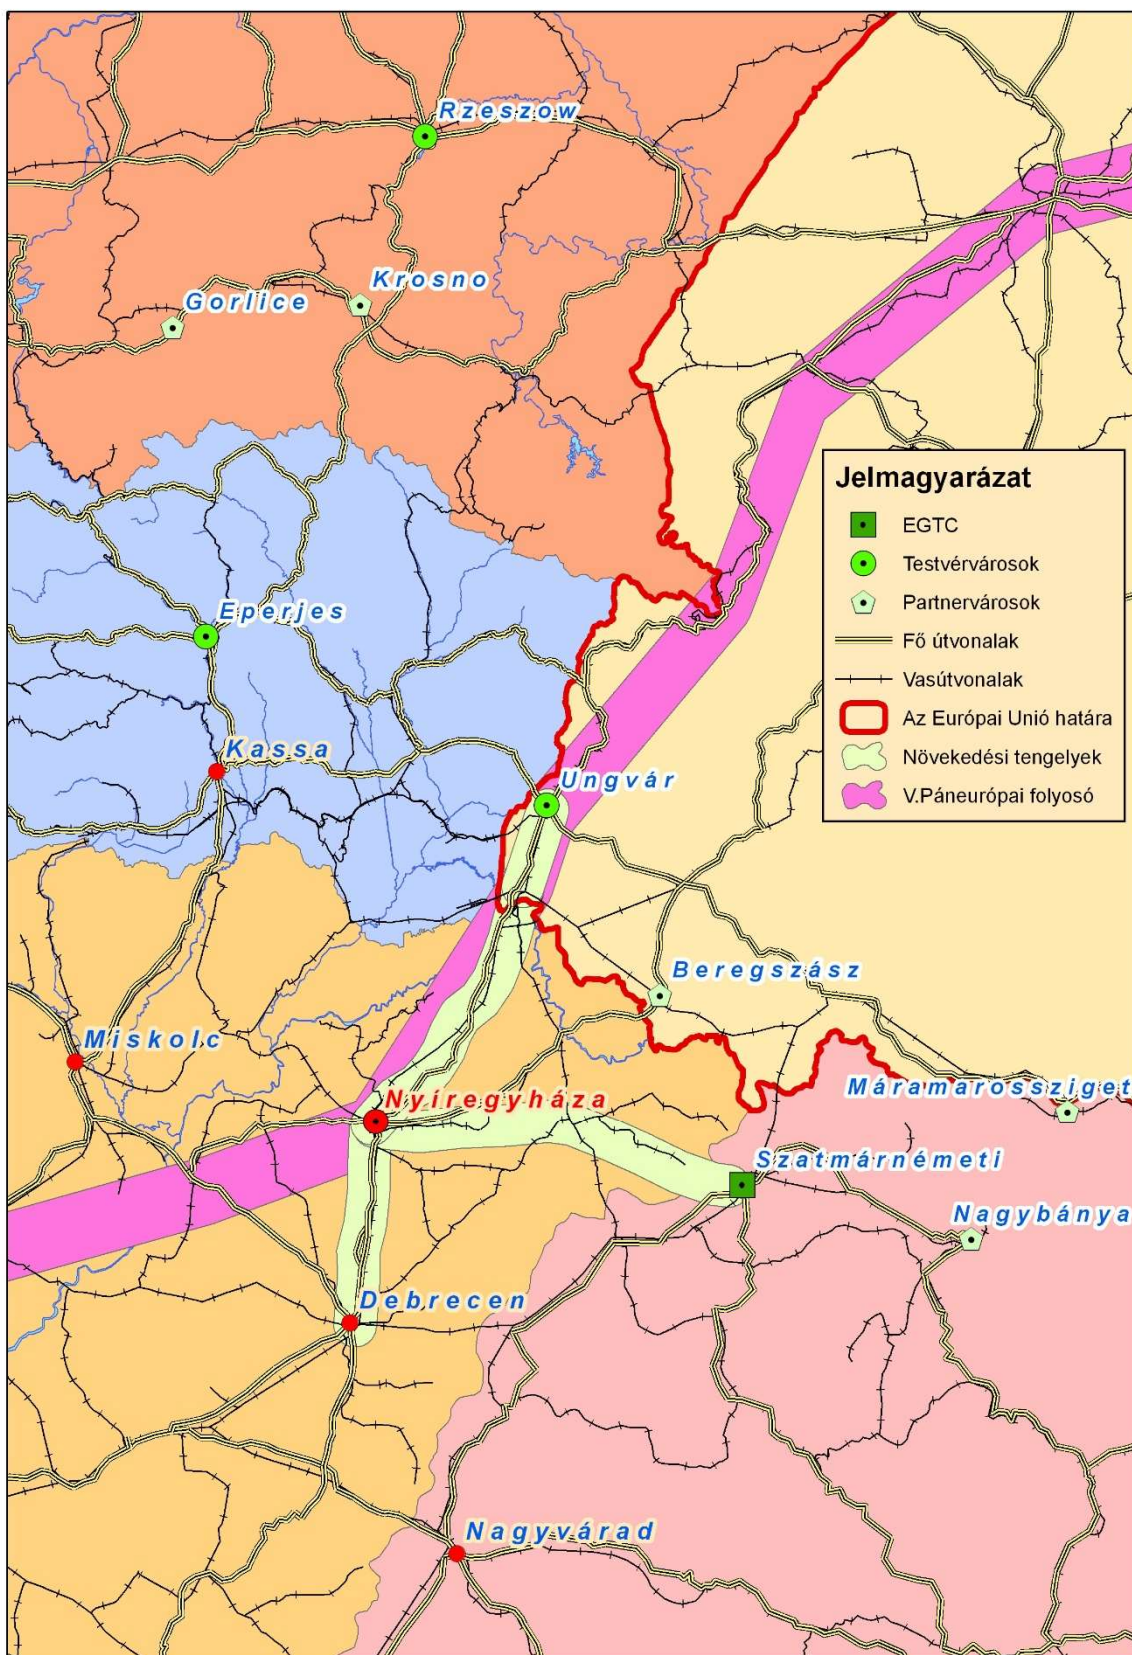 Rzeszow
Krosno
Gorlice
Jelmagyarázat
EGTC
Testvérvárosok
Partnervárosok
Fő útvonalak
Vasútvonalak
Az Európai Unió határa
Növekedési tengelyek
V.Páneurópai folyosó
Eperjes
Kassa
Ungvár
Beregszász
Miskolc
Nyíregyháza
Máramarossziget
Szatmárnémeti
Nagybánya
Debrecen
Nagyvárad